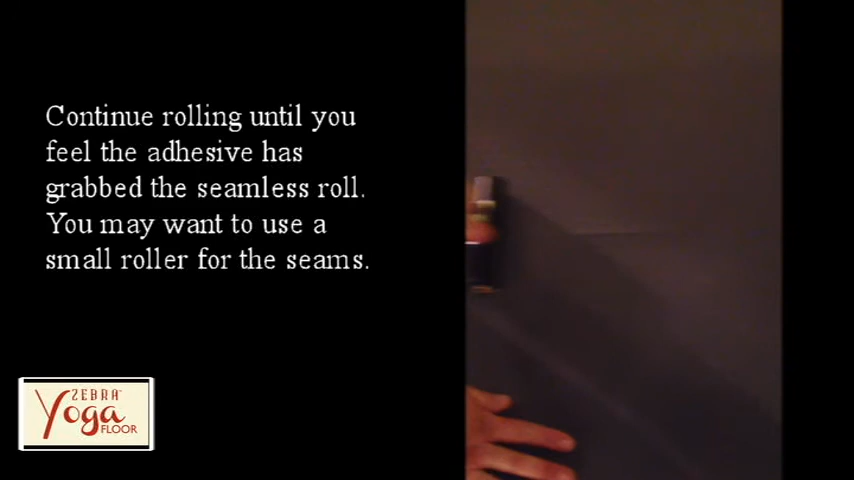 Continue rolling until you
feel the adhesive has
grabbed the seamless roll.
You may want to use a
small roller for the seams.
ZEBRA™
Yoga
FLOOR